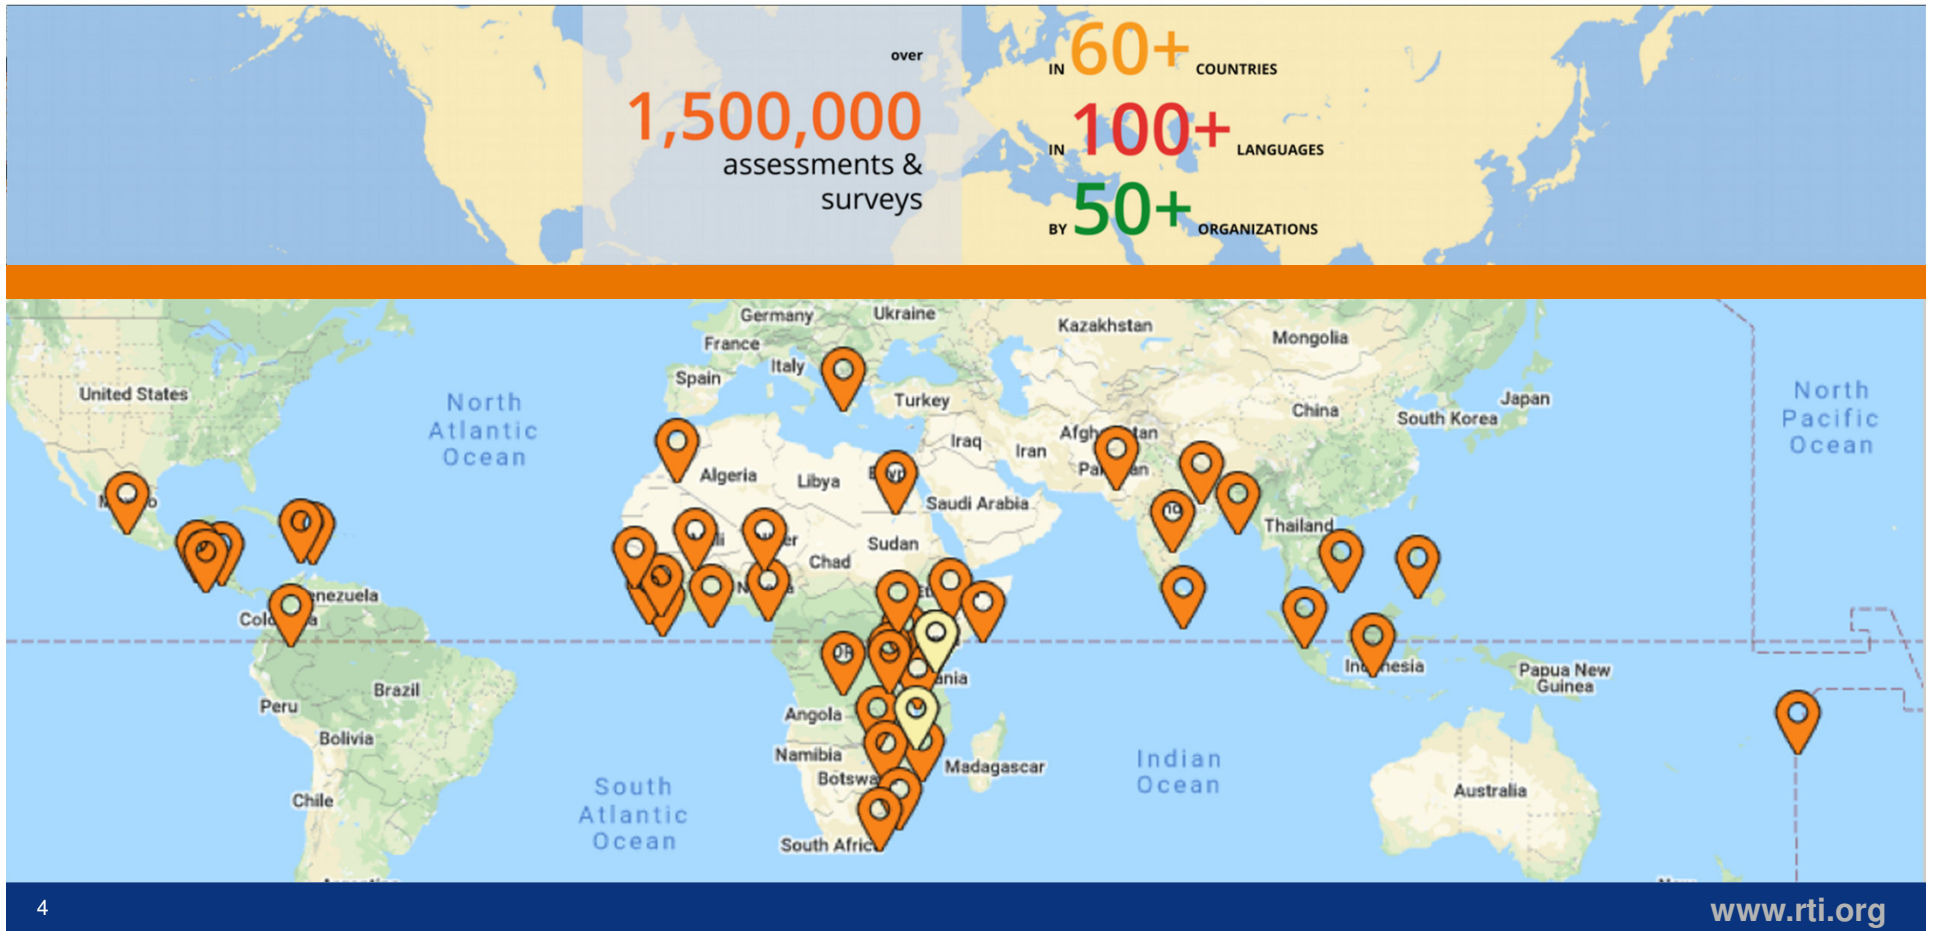 over
1,500,000
assessments &
surveys
IN 60+ COUNTRIES
IN 100+ LANGUAGES
BY 50+ ORGANIZATIONS
Germany
Ukraine
Kazakhstan
Mongolia
France
Italy
Spain
United States
North
Atlantic
Ocean
Turkey
China
Japan
South Korea
North
Pacific
Ocean
Iraq
Iran
Algeria
Libya
Saudi Arabia
Thailand
Sudan
Chad
Brazil
Peru
Bolivia
Angola
Papua New
Guinea
Namibia
Madagascar
Indian
Ocean
South
Atlantic
Ocean
Chile
Australia
4
www.rti.org